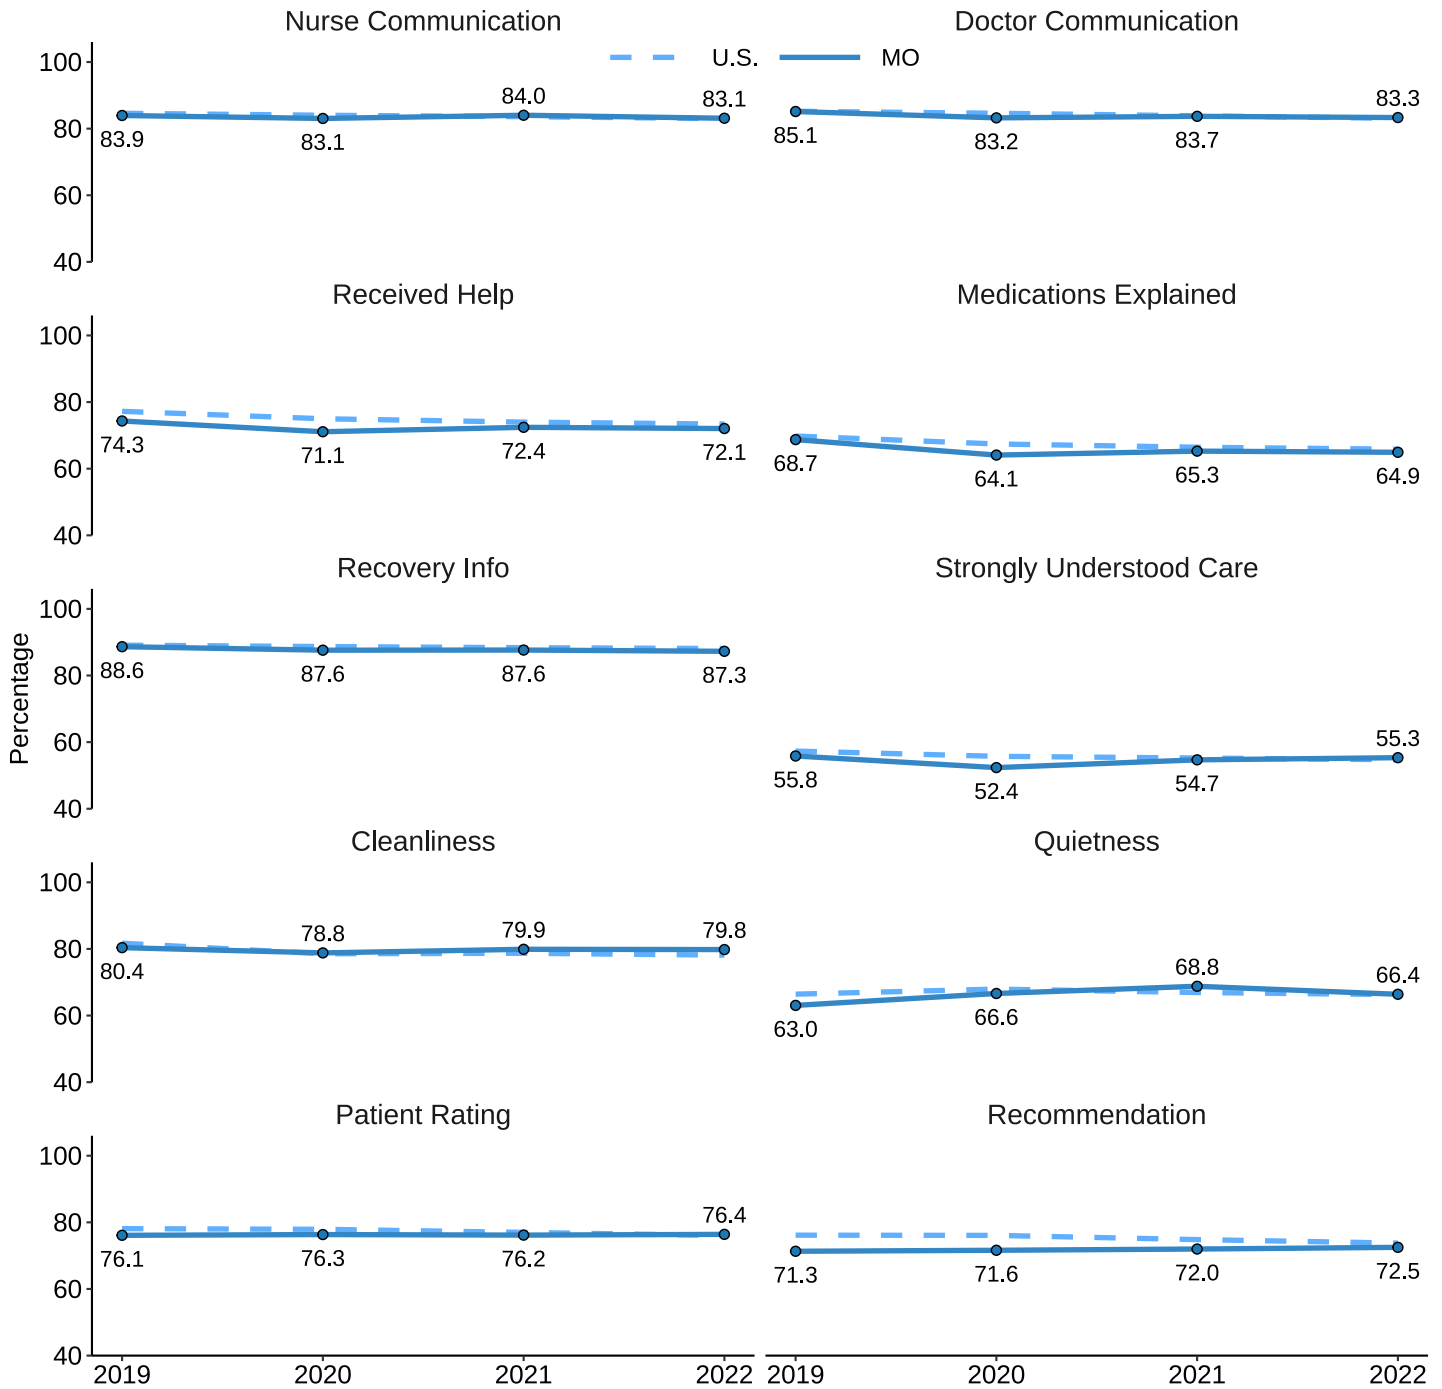 Nurse Communication
Doctor Communication
U.S. MO
100
80
60
40
83.9 83.1 84.0 83.1
85.1 83.2 83.7 83.3
Received Help
Medications Explained
100
80
60
40
74.3 71.1 72.4 72.1
68.7 64.1 65.3 64.9
Recovery Info
Strongly Understood Care
Percentage
100
80
60
40
88.6 87.6 87.6 87.3
55.8 52.4 54.7 55.3
Cleanliness
Quietness
100
80
60
40
80.4 78.8 79.9 79.8
63.0 66.6 68.8 66.4
Patient Rating
Recommendation
100
80
60
40
76.1 76.3 76.2 76.4
71.3 71.6 72.0 72.5
2019 2020 2021 2022
2019 2020 2021 2022